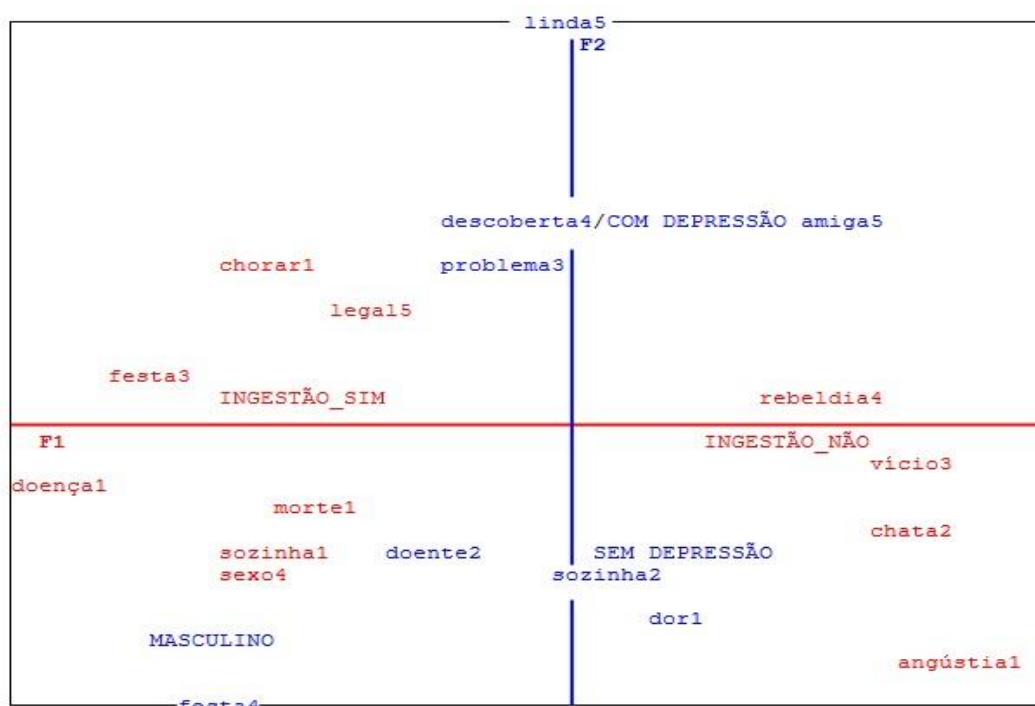 linda5
F2
descoberta4/COM DEPRESSÃO amiga5
chorar1 problema3
legal5
festa3
INGESTÃO_SIM rebeldia4
F1 INGESTÃO_NÃO
vício3
doença1
morte1
chata2
sozinha1 doente2 SEM DEPRESSÃO
sexo4 sozinha2
dor1
MASCULINO
angústia1
festa4